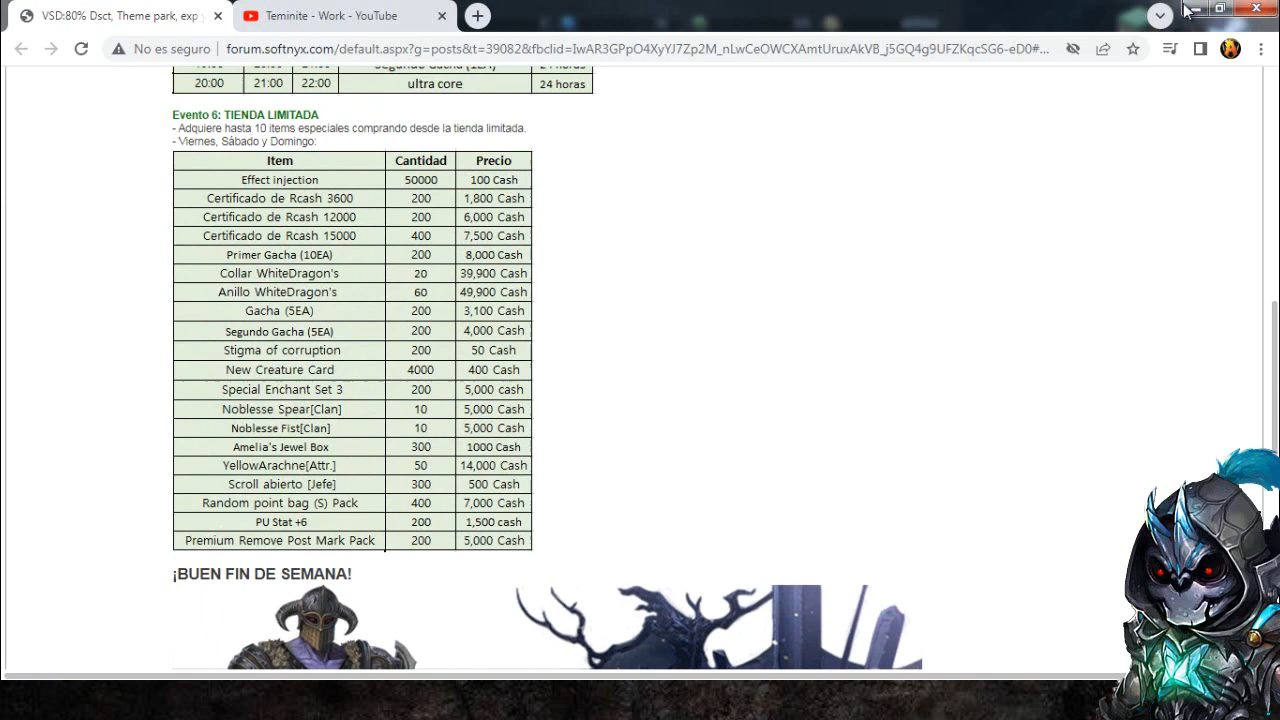 VSD:80% Dsct, Theme park, exp
Teminite - Work - YouTube
No es seguro forum.softnyx.com/default.aspx?g=posts&t=39082&fbclid=IwAR3GPpO4XyYJ7Zp2M_nLwCeOWCXAmtUruxAkVB_j5GQ4g9UFZKqcSG6-eD0#...
Segundo Gacha (1EA) 24 horas
20:00 21:00 22:00 ultra core 24 horas
Evento 6: TIENDA LIMITADA
- Adquiere hasta 10 items especiales comprando desde la tienda limitada.
- Viernes, Sábado y Domingo:
Item Cantidad Precio
Effect injection 50000 100 Cash
Certificado de Rcash 3600 200 1,800 Cash
Certificado de Rcash 12000 200 6,000 Cash
Certificado de Rcash 15000 400 7,500 Cash
Primer Gacha (10EA) 200 8,000 Cash
Collar WhiteDragon's 20 39,900 Cash
Anillo WhiteDragon's 60 49,900 Cash
Gacha (5EA) 200 3,100 Cash
Segundo Gacha (5EA) 200 4,000 Cash
Stigma of corruption 200 50 Cash
New Creature Card 4000 400 Cash
Special Enchant Set 3 200 5,000 cash
Noblesse Spear[Clan] 10 5,000 Cash
Noblesse Fist[Clan] 10 5,000 Cash
Amelia's Jewel Box 300 1000 Cash
YellowArachne[Attr.] 50 14,000 Cash
Scroll abierto [Jefe] 300 500 Cash
Random point bag (S) Pack 400 7,000 Cash
PU Stat +6 200 1,500 cash
Premium Remove Post Mark Pack 200 5,000 Cash
¡BUEN FIN DE SEMANA!